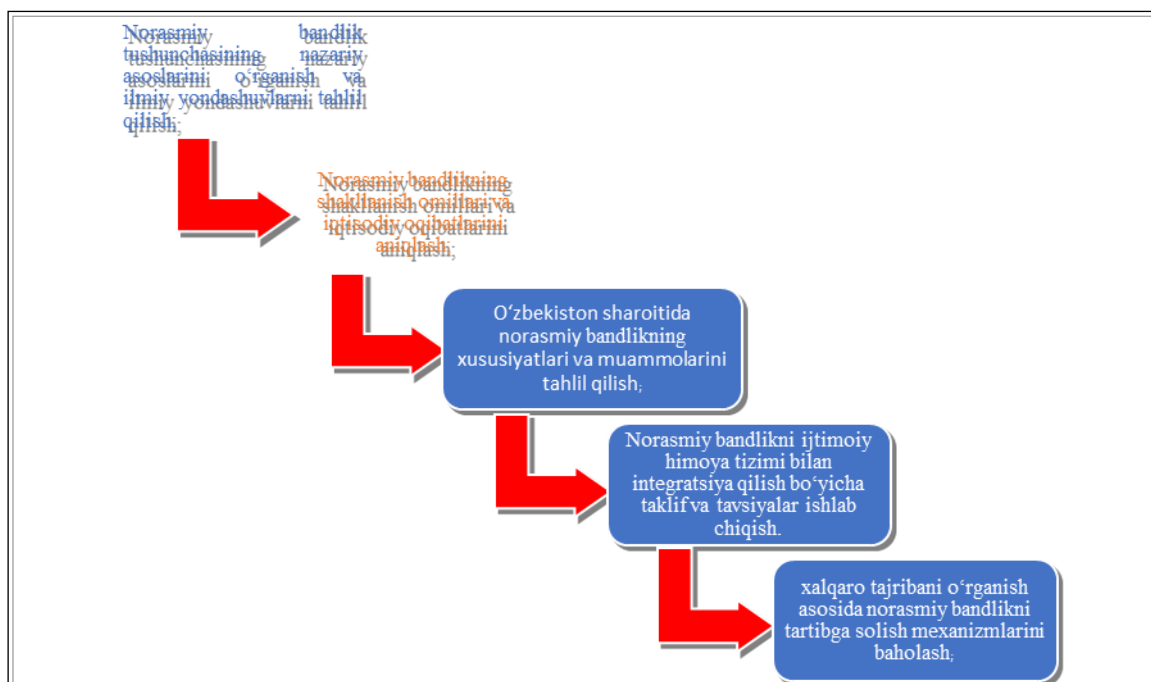 Norasmiy bandlik
tushunchasining nazariy
asoslarini o‘rganish va
ilmiy yondashuvlarni tahlil
qilish;
Norasmiy bandlikning
shakllanish omillari va
iqtisodiy oqibatlarini
aniqlash;
O‘zbekiston sharoitida
norasmiy bandlikning
xususiyatlari va muammolarini
tahlil qilish;
Norasmiy bandlikni ijtimoiy
himoya tizimi bilan
integratsiya qilish bo‘yicha
taklif va tavsiyalar ishlab
chiqish.
xalqaro tajribani o‘rganish
asosida norasmiy bandlikni
tartibga solish mexanizmlarini
baholash;